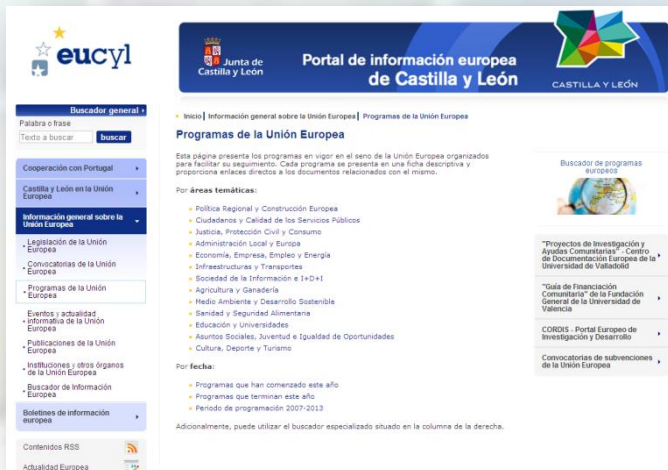 eucyl
Junta de
Castilla y León
Portal de información europea
de Castilla y León
CASTILLA Y LEÓN
Buscador general
Palabra o frase
Texto a buscar
buscar
Cooperación con Portugal
Castilla y León en la Unión
Europea
Información general sobre la
Unión Europea
Legislación de la Unión
Europea
Convocatorias de la Unión
Europea
Programas de la Unión
Europea
Eventos y actualidad
informativa de la Unión
Europea
Publicaciones de la Unión
Europea
Instituciones y otros órganos
de la Unión Europea
Buscador de Información
Europea
Boletines de información
europea
Contenidos RSS
Actualidad Europea
Inicio | Información general sobre la Unión Europea | Programas de la Unión Europea
Programas de la Unión Europea
Esta página presenta los programas en vigor en el seno de la Unión Europea organizados
para facilitar su seguimiento. Cada programa se presenta en una ficha descriptiva y
proporciona enlaces directos a los documentos relacionados con el mismo.
Por áreas temáticas:
Política Regional y Construcción Europea
Ciudadanos y Calidad de los Servicios Públicos
Justicia, Protección Civil y Consumo
Administración Local y Europa
Economía, Empresa, Empleo y Energía
Infraestructuras y Transportes
Sociedad de la Información e I+D+I
Agricultura y Ganadería
Medio Ambiente y Desarrollo Sostenible
Sanidad y Seguridad Alimentaria
Educación y Universidades
Asuntos Sociales, Juventud e Igualdad de Oportunidades
Cultura, Deporte y Turismo
Por fecha:
Programas que han comenzado este año
Programas que terminan este año
Periodo de programación 2007-2013
Adicionalmente, puede utilizar el buscador especializado situado en la columna de la derecha.
Buscador de programas
europeos
"Proyectos de Investigación y
Ayudas Comunitarias" - Centro
de Documentación Europea de la
Universidad de Valladolid
"Guía de Financiación
Comunitaria" de la Fundación
General de la Universidad de
Valencia
CORDIS - Portal Europeo de
Investigación y Desarrollo
Convocatorias de subvenciones
de la Unión Europea